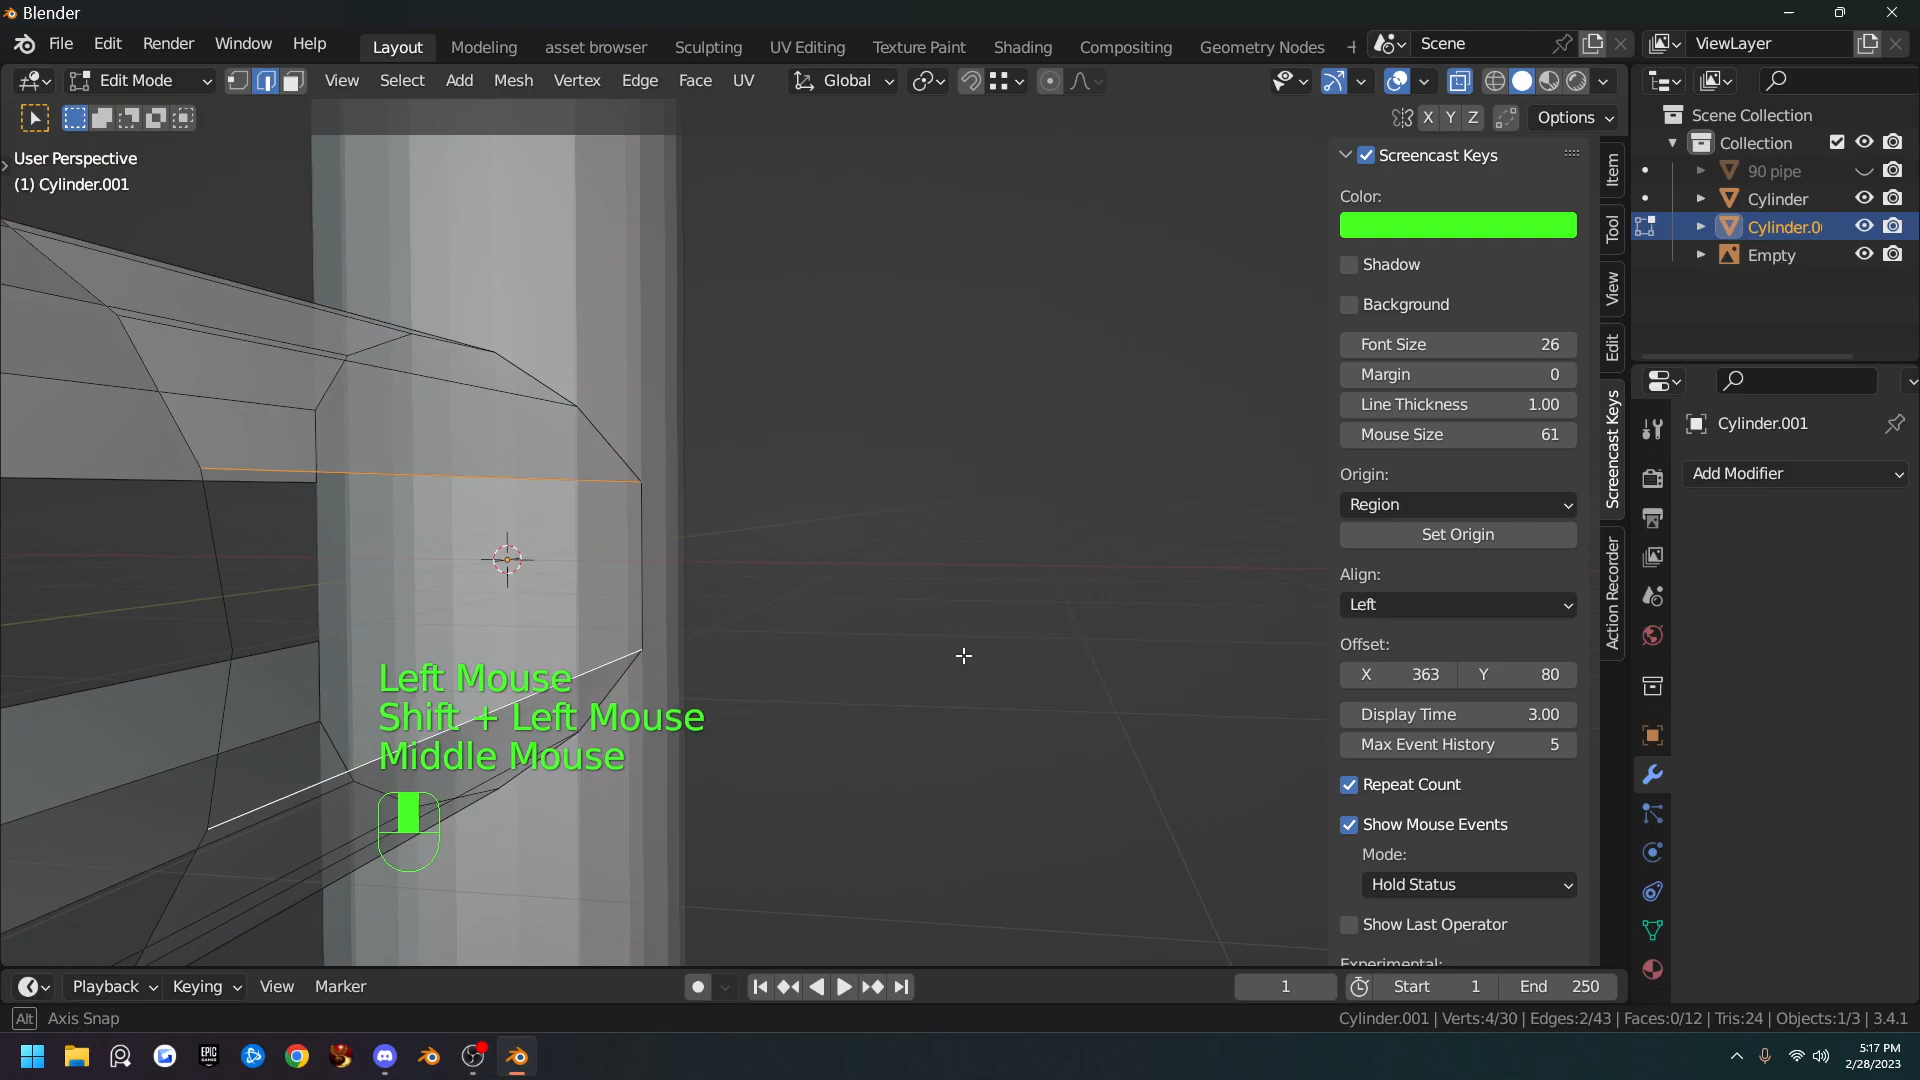 Blender
File Edit Render Window Help Layout Modeling asset browser Sculpting UV Editing Texture Paint Shading Compositing Geometry Nodes + Scene ViewLayer
Edit Mode View Select Add Mesh Vertex Edge Face UV Global
X Y Z Options
User Perspective
(1) Cylinder.001
Screencast Keys
Color:
Shadow
Background
Font Size 26
Margin 0
Line Thickness 1.00
Mouse Size 61
Origin:
Region
Set Origin
Align:
Left
Offset:
X 363 Y 80
Display Time 3.00
Max Event History 5
Repeat Count
Show Mouse Events
Mode:
Hold Status
Show Last Operator
Experimental:
Item
Tool
View
Edit
Screencast Keys
Action Recorder
Left Mouse
Shift + Left Mouse
Middle Mouse
Scene Collection
Collection
90 pipe
Cylinder
Cylinder.0
Empty
Cylinder.001
Add Modifier
Playback Keying View Marker 1 Start 1 End 250
Alt Axis Snap
Cylinder.001 | Verts:4/30 | Edges:2/43 | Faces:0/12 | Tris:24 | Objects:1/3 | 3.4.1
EPIC GAMES
5:17 PM
2/28/2023